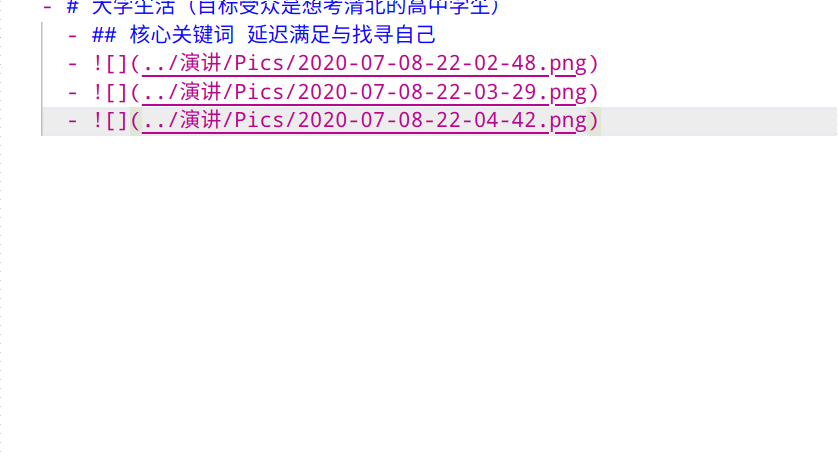 - # 大学生活（目标受众是想考清北的高中学生）
- ## 核心关键词 延迟满足与找寻自己
- ![](../演讲/Pics/2020-07-08-22-02-48.png)
- ![](../演讲/Pics/2020-07-08-22-03-29.png)
- ![](../演讲/Pics/2020-07-08-22-04-42.png)